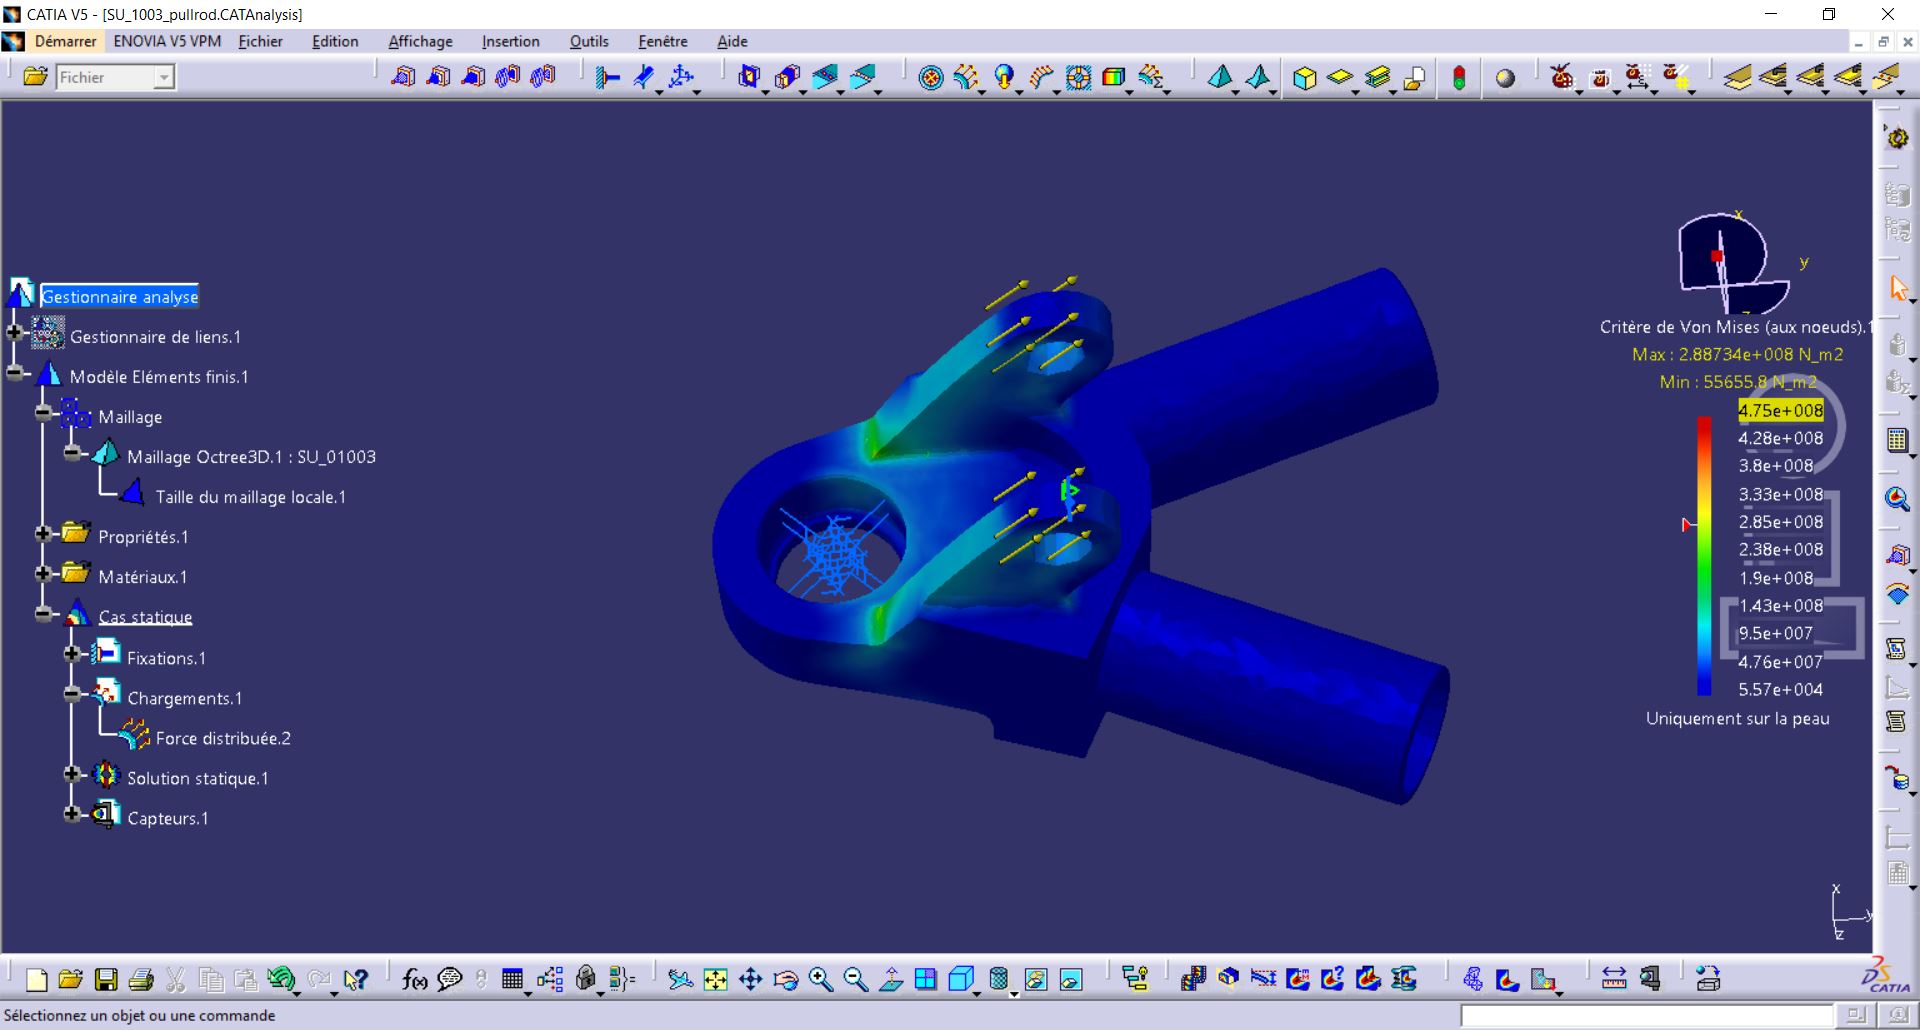 CATIA V5 - [SU_1003_pullrod.CATAnalysis]
Démarrer ENOVIA V5 VPM Fichier Edition Affichage Insertion Outils Fenêtre Aide
Fichier
Gestionnaire analyse
Gestionnaire de liens.1
Modèle Eléments finis.1
Maillage
Maillage Octree3D.1 : SU_01003
Taille du maillage locale.1
Propriétés.1
Matériaux.1
Cas statique
Fixations.1
Chargements.1
Force distribuée.2
Solution statique.1
Capteurs.1
x
y
z
Critère de Von Mises (aux noeuds).1
Max : 2.88734e+008 N_m2
Min : 55655.8 N_m2
4.75e+008
4.28e+008
3.8e+008
3.33e+008
2.85e+008
2.38e+008
1.9e+008
1.43e+008
9.5e+007
4.76e+007
5.57e+004
Uniquement sur la peau
x
y
z
f(x)
CATIA
Sélectionnez un objet ou une commande